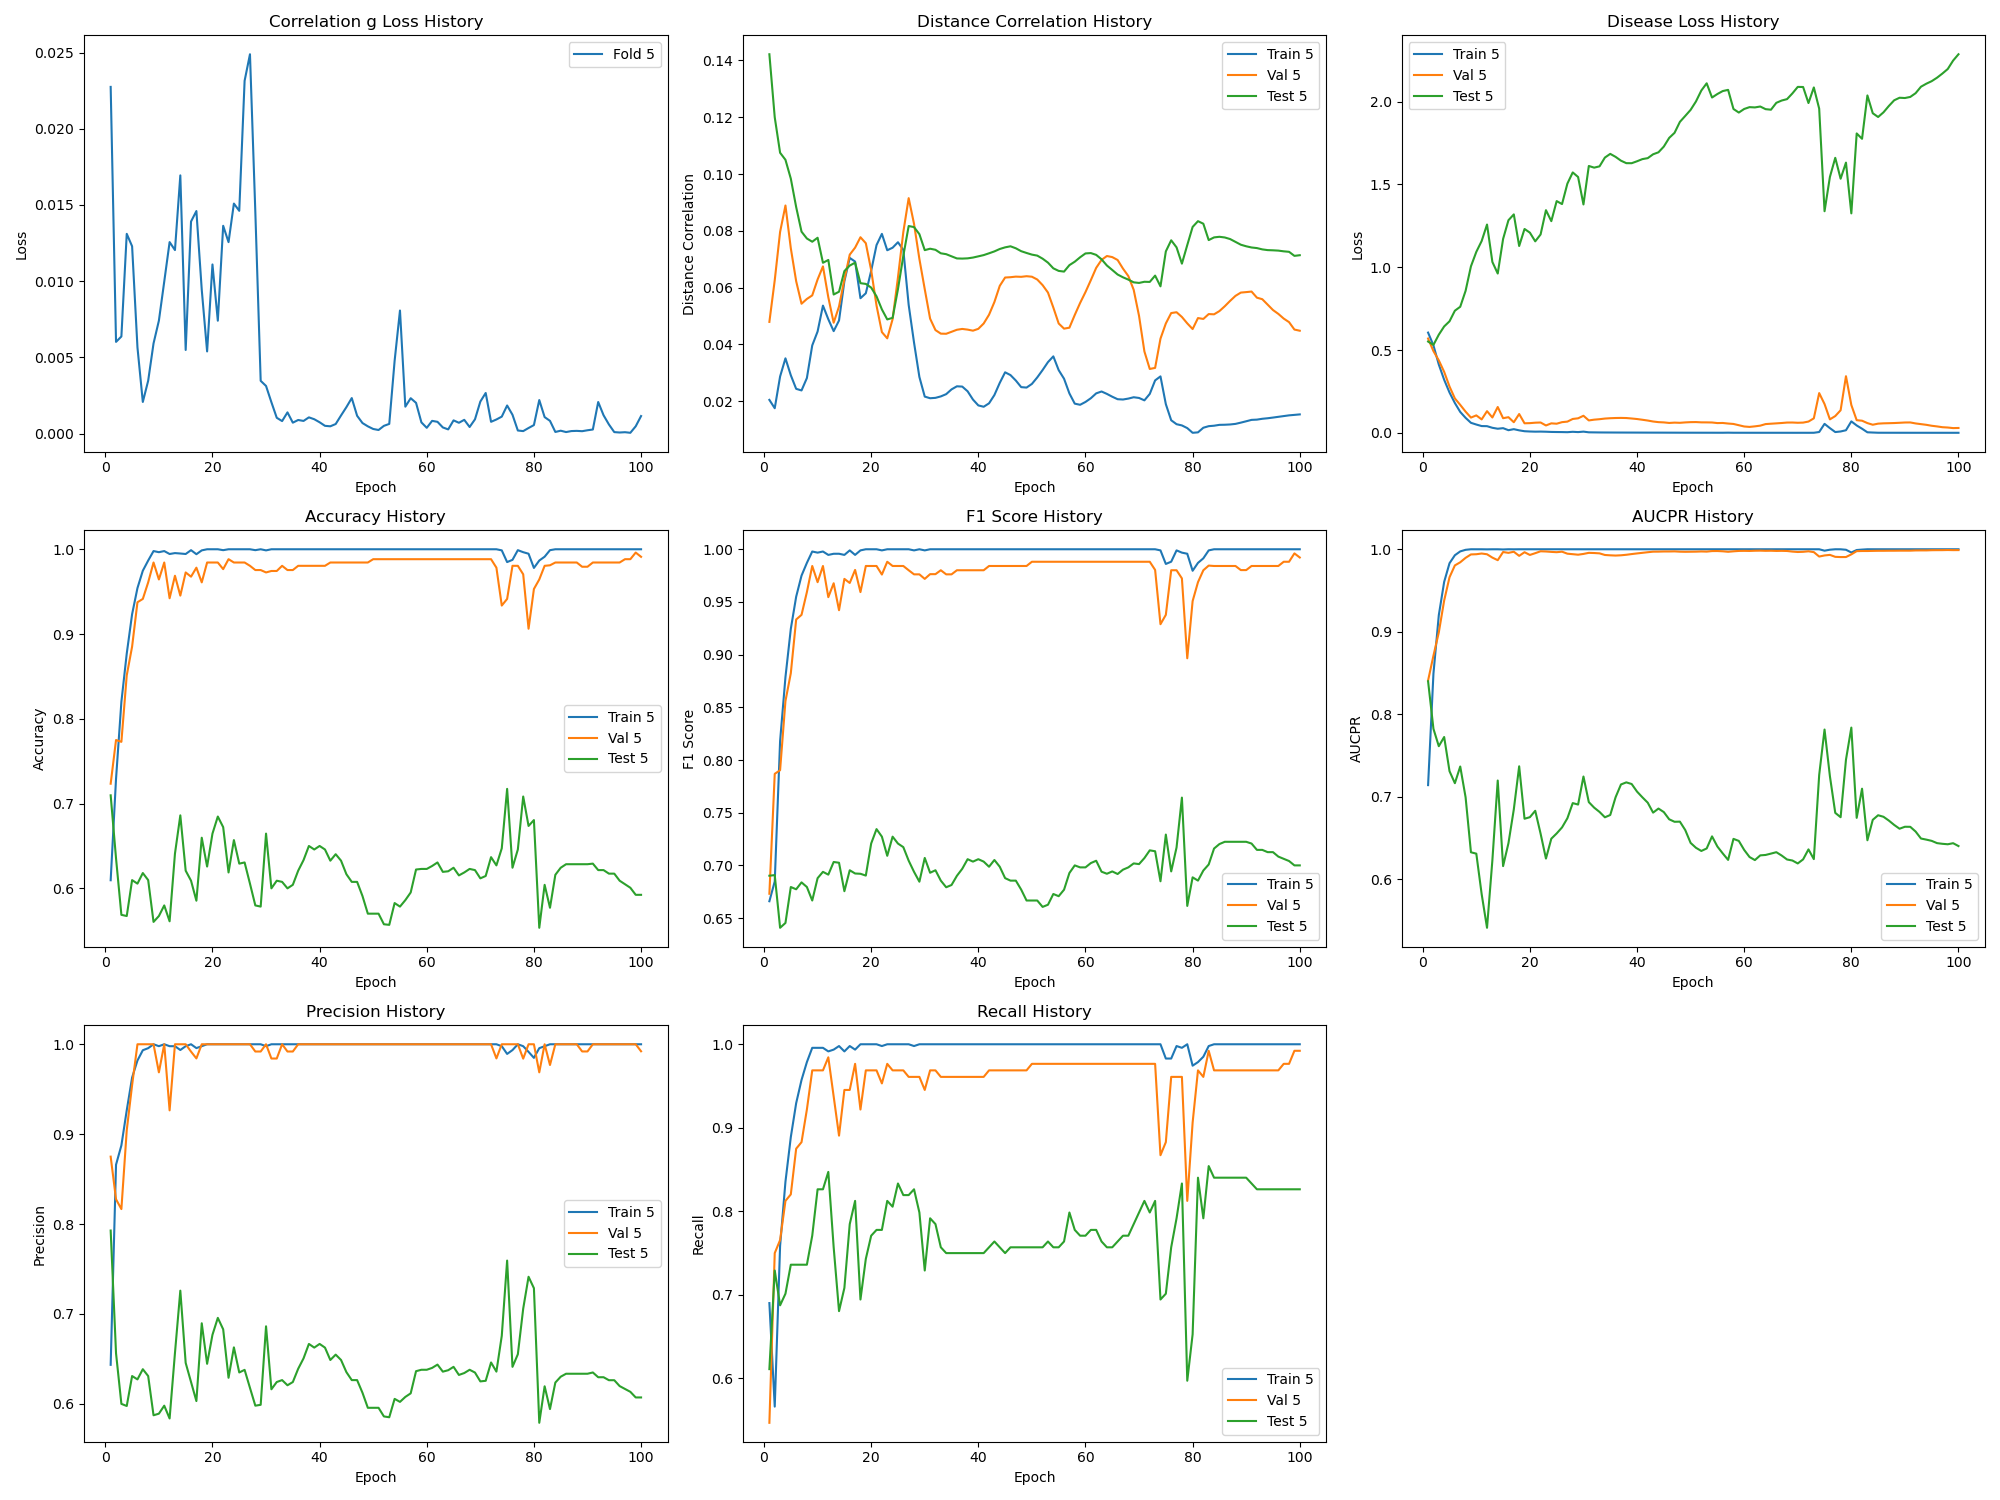 Correlation g Loss History
Distance Correlation History
Disease Loss History
Loss
0.025
0.020
0.015
0.010
0.005
0.000
Fold 5
0 20 40 60 80 100
Epoch
Distance Correlation
0.14
0.12
0.10
0.08
0.06
0.04
0.02
Train 5
Val 5
Test 5
0 20 40 60 80 100
Epoch
Loss
2.0
1.5
1.0
0.5
0.0
Train 5
Val 5
Test 5
0 20 40 60 80 100
Epoch
Accuracy History
F1 Score History
AUCPR History
Accuracy
1.0
0.9
0.8
0.7
0.6
Train 5
Val 5
Test 5
0 20 40 60 80 100
Epoch
F1 Score
1.00
0.95
0.90
0.85
0.80
0.75
0.70
0.65
Train 5
Val 5
Test 5
0 20 40 60 80 100
Epoch
AUCPR
1.0
0.9
0.8
0.7
0.6
Train 5
Val 5
Test 5
0 20 40 60 80 100
Epoch
Precision History
Recall History
Precision
1.0
0.9
0.8
0.7
0.6
Train 5
Val 5
Test 5
0 20 40 60 80 100
Epoch
Recall
1.0
0.9
0.8
0.7
0.6
Train 5
Val 5
Test 5
0 20 40 60 80 100
Epoch